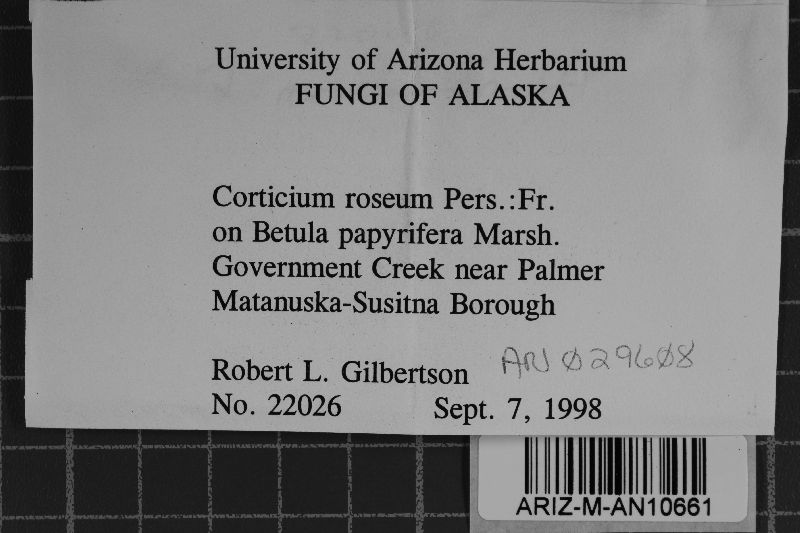 University of Arizona Herbarium
FUNGI OF ALASKA
Corticium roseum Pers.:Fr.
on Betula papyrifera Marsh.
Government Creek near Palmer
Matanuska-Susitna Borough
Robert L. Gilbertson
AN 029608
No. 22026 Sept. 7, 1998
ARIZ-M-AN10661